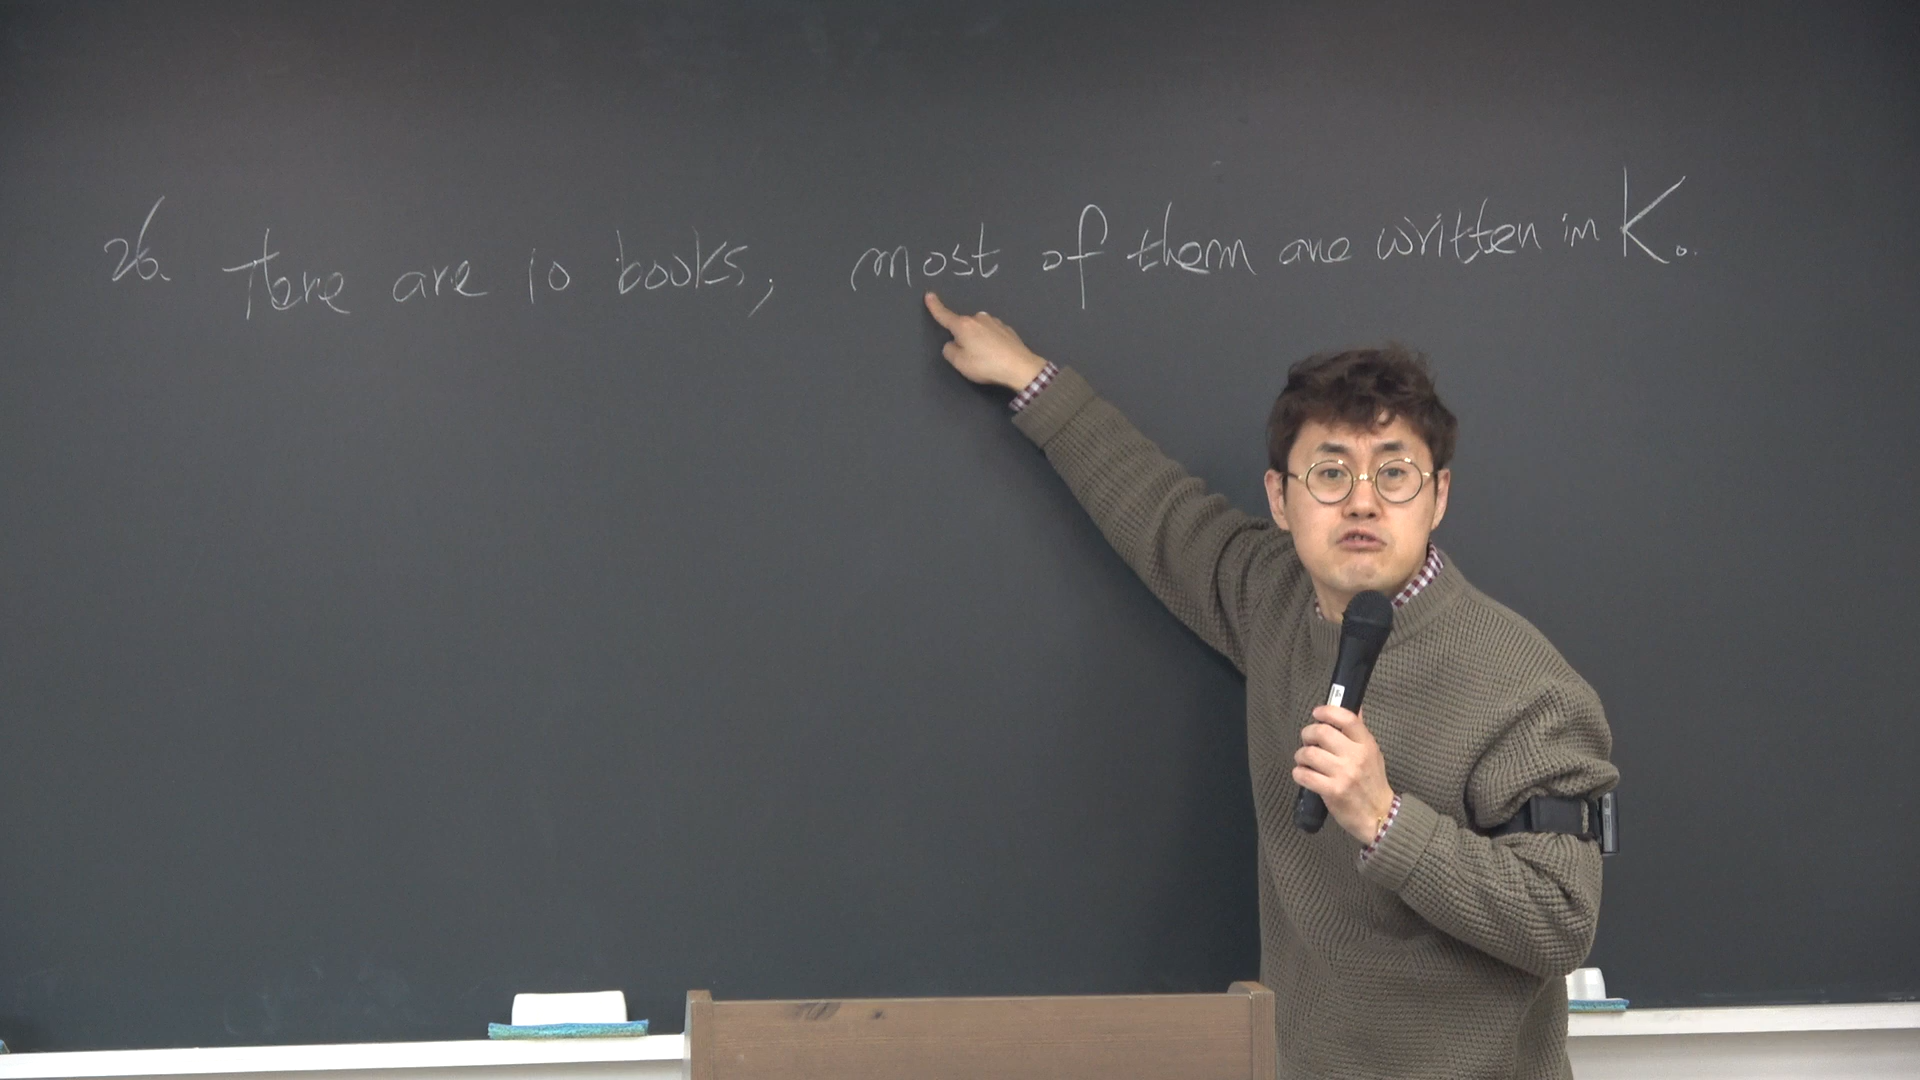 26. There are 10 books, most of them are written in K.